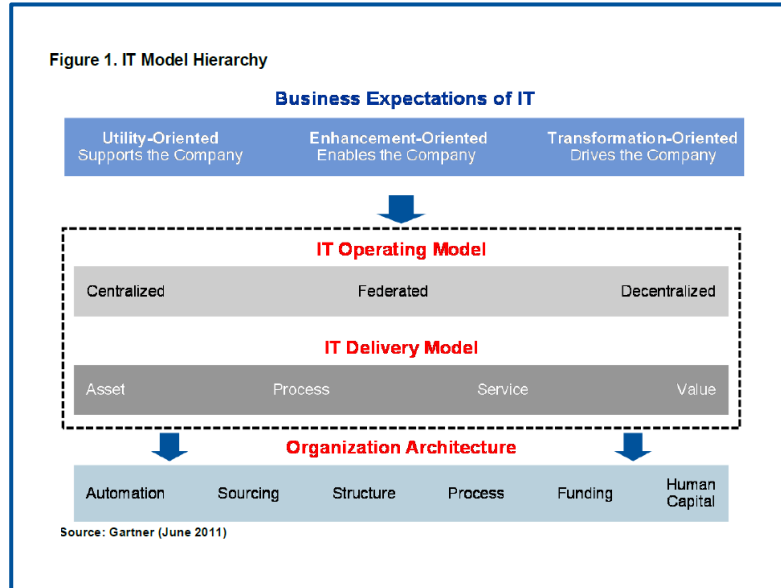 Figure 1. IT Model Hierarchy
Business Expectations of IT
Utility-Oriented Enhancement-Oriented Transformation-Oriented
Supports the Company Enables the Company Drives the Company
IT Operating Model
Centralized Federated Decentralized
IT Delivery Model
Asset Process Service Value
Organization Architecture
Automation Sourcing Structure Process Funding Human Capital
Source: Gartner (June 2011)